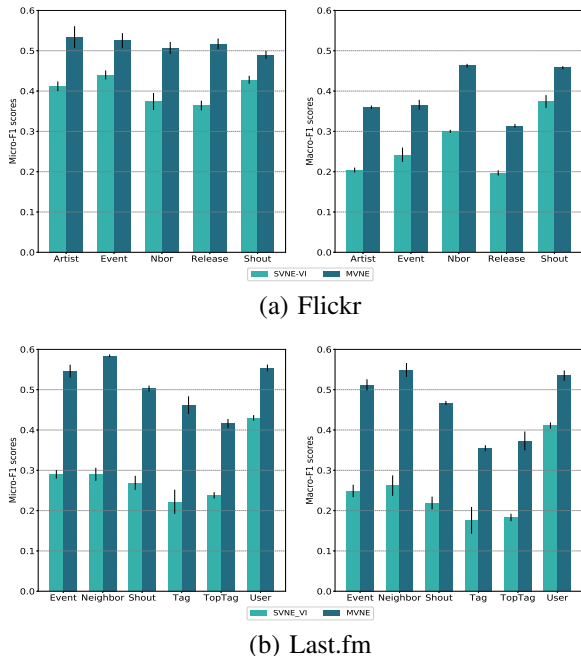 0.6 0.5 0.4 0.3 0.2 0.1 0.0
Micro-F1 scores
Artist Event Nbor Release Shout
0.6 0.5 0.4 0.3 0.2 0.1 0.0
Macro-F1 scores
Artist Event Nbor Release Shout
SVNE-VI MVNE
(a) Flickr
0.6 0.5 0.4 0.3 0.2 0.1 0.0
Micro-F1 scores
Event Neighbor Shout Tag TopTag User
0.6 0.5 0.4 0.3 0.2 0.1 0.0
Macro-F1 scores
Event Neighbor Shout Tag TopTag User
SVNE_VI MVNE
(b) Last.fm